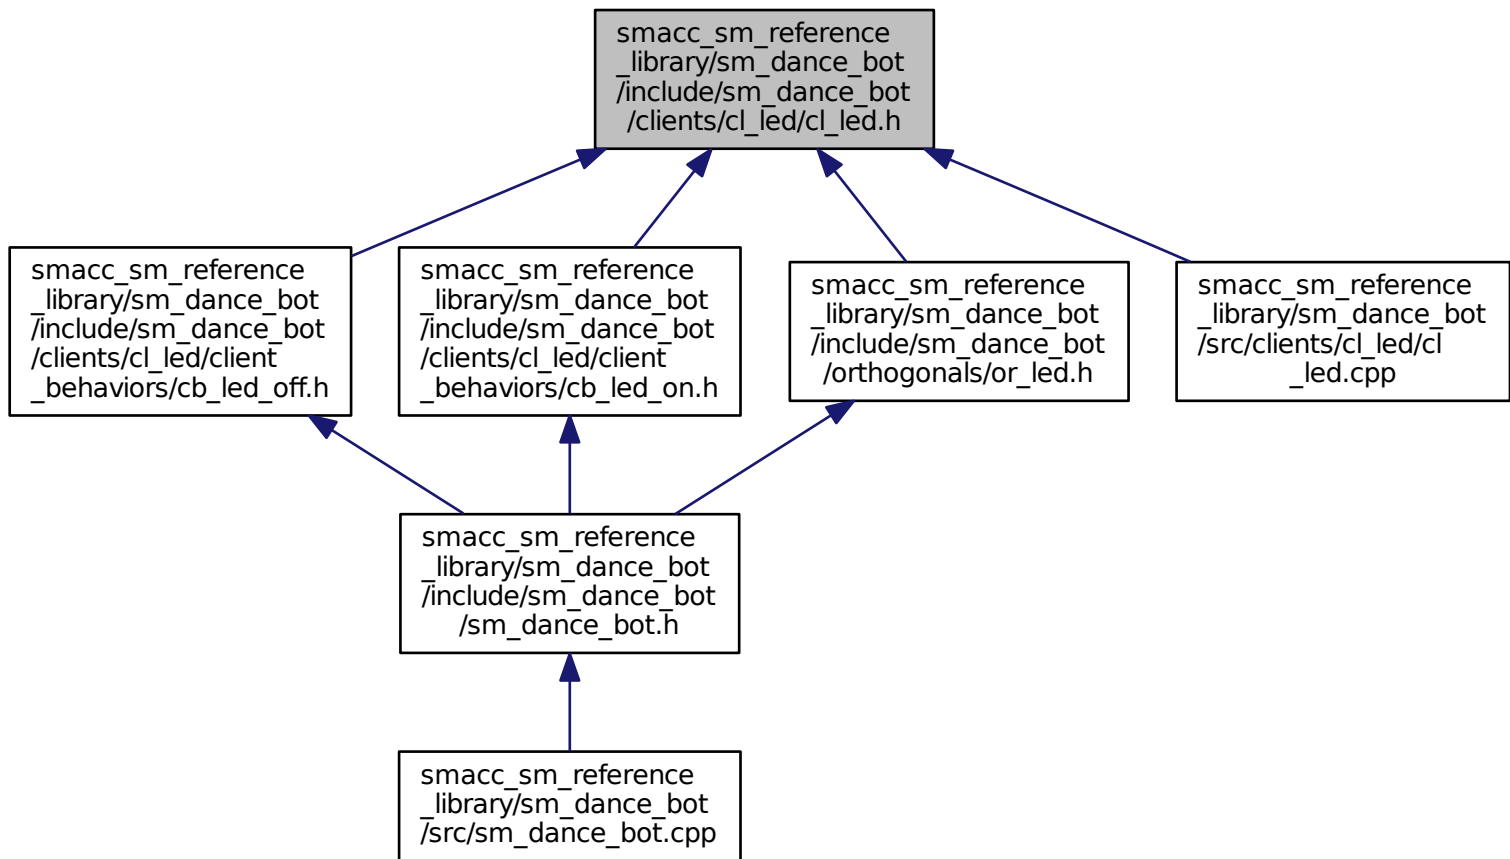 smacc_sm_reference
_library/sm_dance_bot
/include/sm_dance_bot
/clients/cl_led/cl_led.h
smacc_sm_reference
_library/sm_dance_bot
/include/sm_dance_bot
/clients/cl_led/client
_behaviors/cb_led_off.h
smacc_sm_reference
_library/sm_dance_bot
/include/sm_dance_bot
/clients/cl_led/client
_behaviors/cb_led_on.h
smacc_sm_reference
_library/sm_dance_bot
/include/sm_dance_bot
/orthogonals/or_led.h
smacc_sm_reference
_library/sm_dance_bot
/src/clients/cl_led/cl
_led.cpp
smacc_sm_reference
_library/sm_dance_bot
/include/sm_dance_bot
/sm_dance_bot.h
smacc_sm_reference
_library/sm_dance_bot
/src/sm_dance_bot.cpp